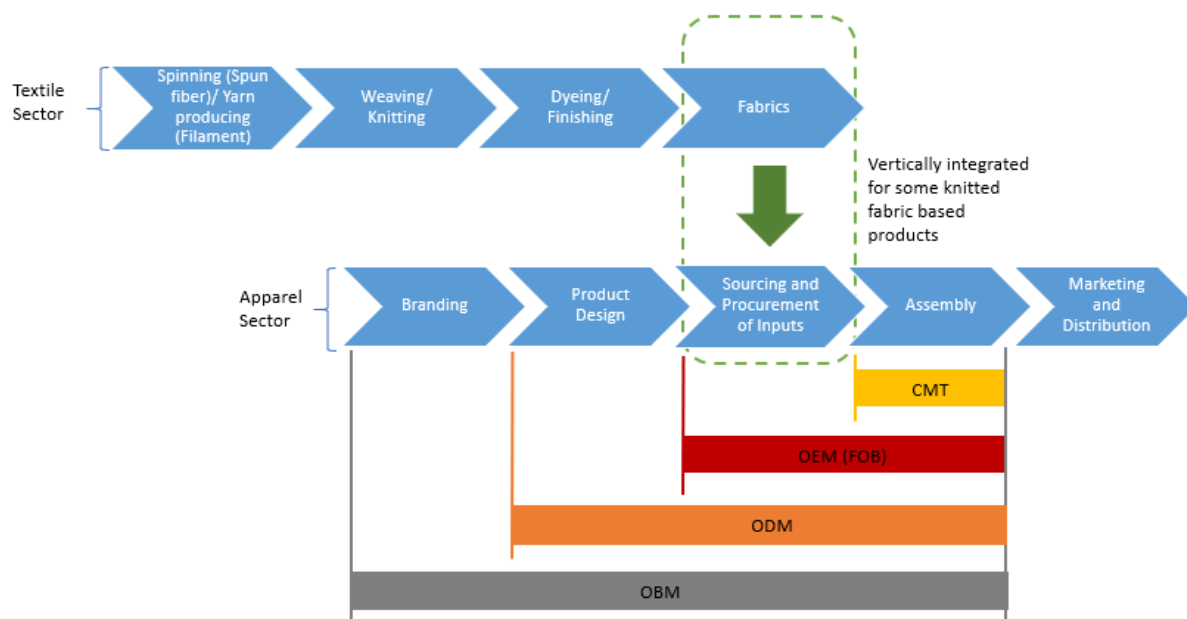 Textile
Sector
Spinning (Spun
fiber)/ Yarn
producing
(Filament)
Weaving/
Knitting
Dyeing/
Finishing
Fabrics
Vertically integrated
for some knitted
fabric based
products
Apparel
Sector
Branding
Product
Design
Sourcing and
Procurement
of Inputs
Assembly
Marketing
and
Distribution
CMT
OEM (FOB)
ODM
OBM